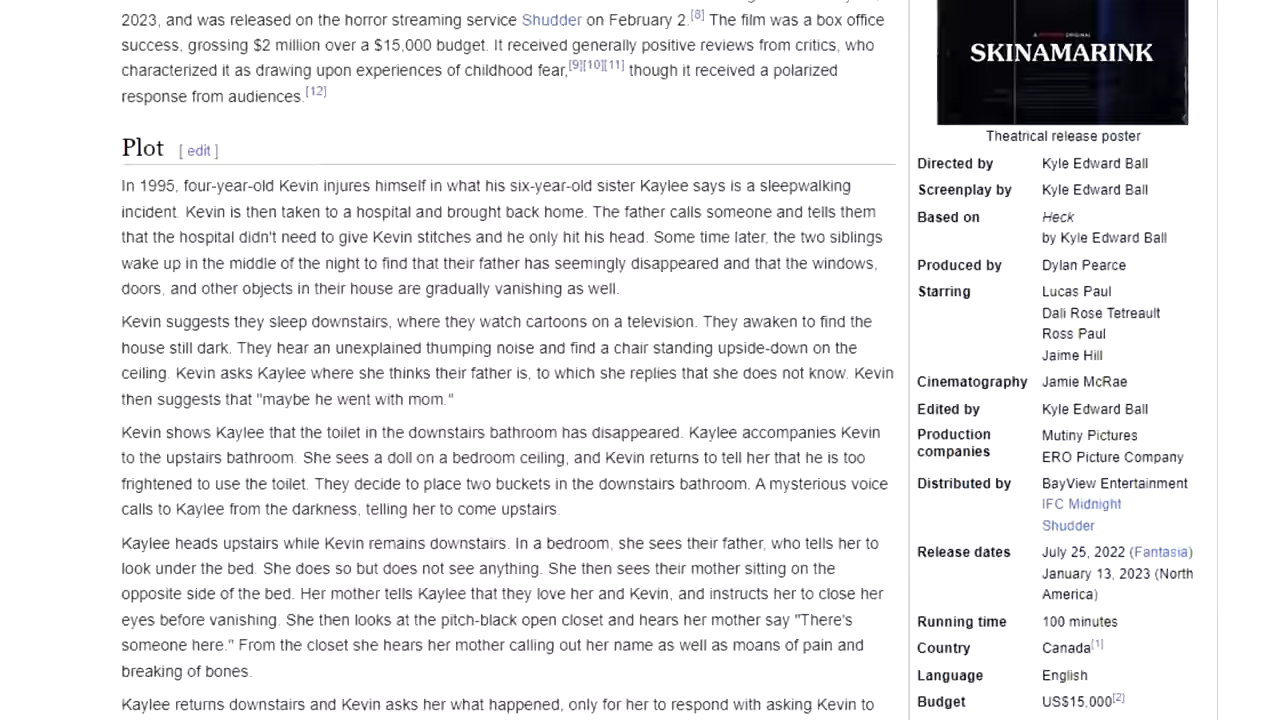 2023, and was released on the horror streaming service Shudder on February 2.[8] The film was a box office
success, grossing $2 million over a $15,000 budget. It received generally positive reviews from critics, who
characterized it as drawing upon experiences of childhood fear,[9][10][11] though it received a polarized
response from audiences.[12]
Plot [ edit ]
In 1995, four-year-old Kevin injures himself in what his six-year-old sister Kaylee says is a sleepwalking
incident. Kevin is then taken to a hospital and brought back home. The father calls someone and tells them
that the hospital didn't need to give Kevin stitches and he only hit his head. Some time later, the two siblings
wake up in the middle of the night to find that their father has seemingly disappeared and that the windows,
doors, and other objects in their house are gradually vanishing as well.
Kevin suggests they sleep downstairs, where they watch cartoons on a television. They awaken to find the
house still dark. They hear an unexplained thumping noise and find a chair standing upside-down on the
ceiling. Kevin asks Kaylee where she thinks their father is, to which she replies that she does not know. Kevin
then suggests that "maybe he went with mom."
Kevin shows Kaylee that the toilet in the downstairs bathroom has disappeared. Kaylee accompanies Kevin
to the upstairs bathroom. She sees a doll on a bedroom ceiling, and Kevin returns to tell her that he is too
frightened to use the toilet. They decide to place two buckets in the downstairs bathroom. A mysterious voice
calls to Kaylee from the darkness, telling her to come upstairs.
Kaylee heads upstairs while Kevin remains downstairs. In a bedroom, she sees their father, who tells her to
look under the bed. She does so but does not see anything. She then sees their mother sitting on the
opposite side of the bed. Her mother tells Kaylee that they love her and Kevin, and instructs her to close her
eyes before vanishing. She then looks at the pitch-black open closet and hears her mother say "There's
someone here." From the closet she hears her mother calling out her name as well as moans of pain and
breaking of bones.
Kaylee returns downstairs and Kevin asks her what happened, only for her to respond with asking Kevin to
SKINAMARINK
Theatrical release poster
Directed by Kyle Edward Ball
Screenplay by Kyle Edward Ball
Based on Heck
by Kyle Edward Ball
Produced by Dylan Pearce
Starring Lucas Paul
Dali Rose Tetreault
Ross Paul
Jaime Hill
Cinematography Jamie McRae
Edited by Kyle Edward Ball
Production companies Mutiny Pictures
ERO Picture Company
Distributed by BayView Entertainment
IFC Midnight
Shudder
Release dates July 25, 2022 (Fantasia)
January 13, 2023 (North
America)
Running time 100 minutes
Country Canada[1]
Language English
Budget US$15,000[2]